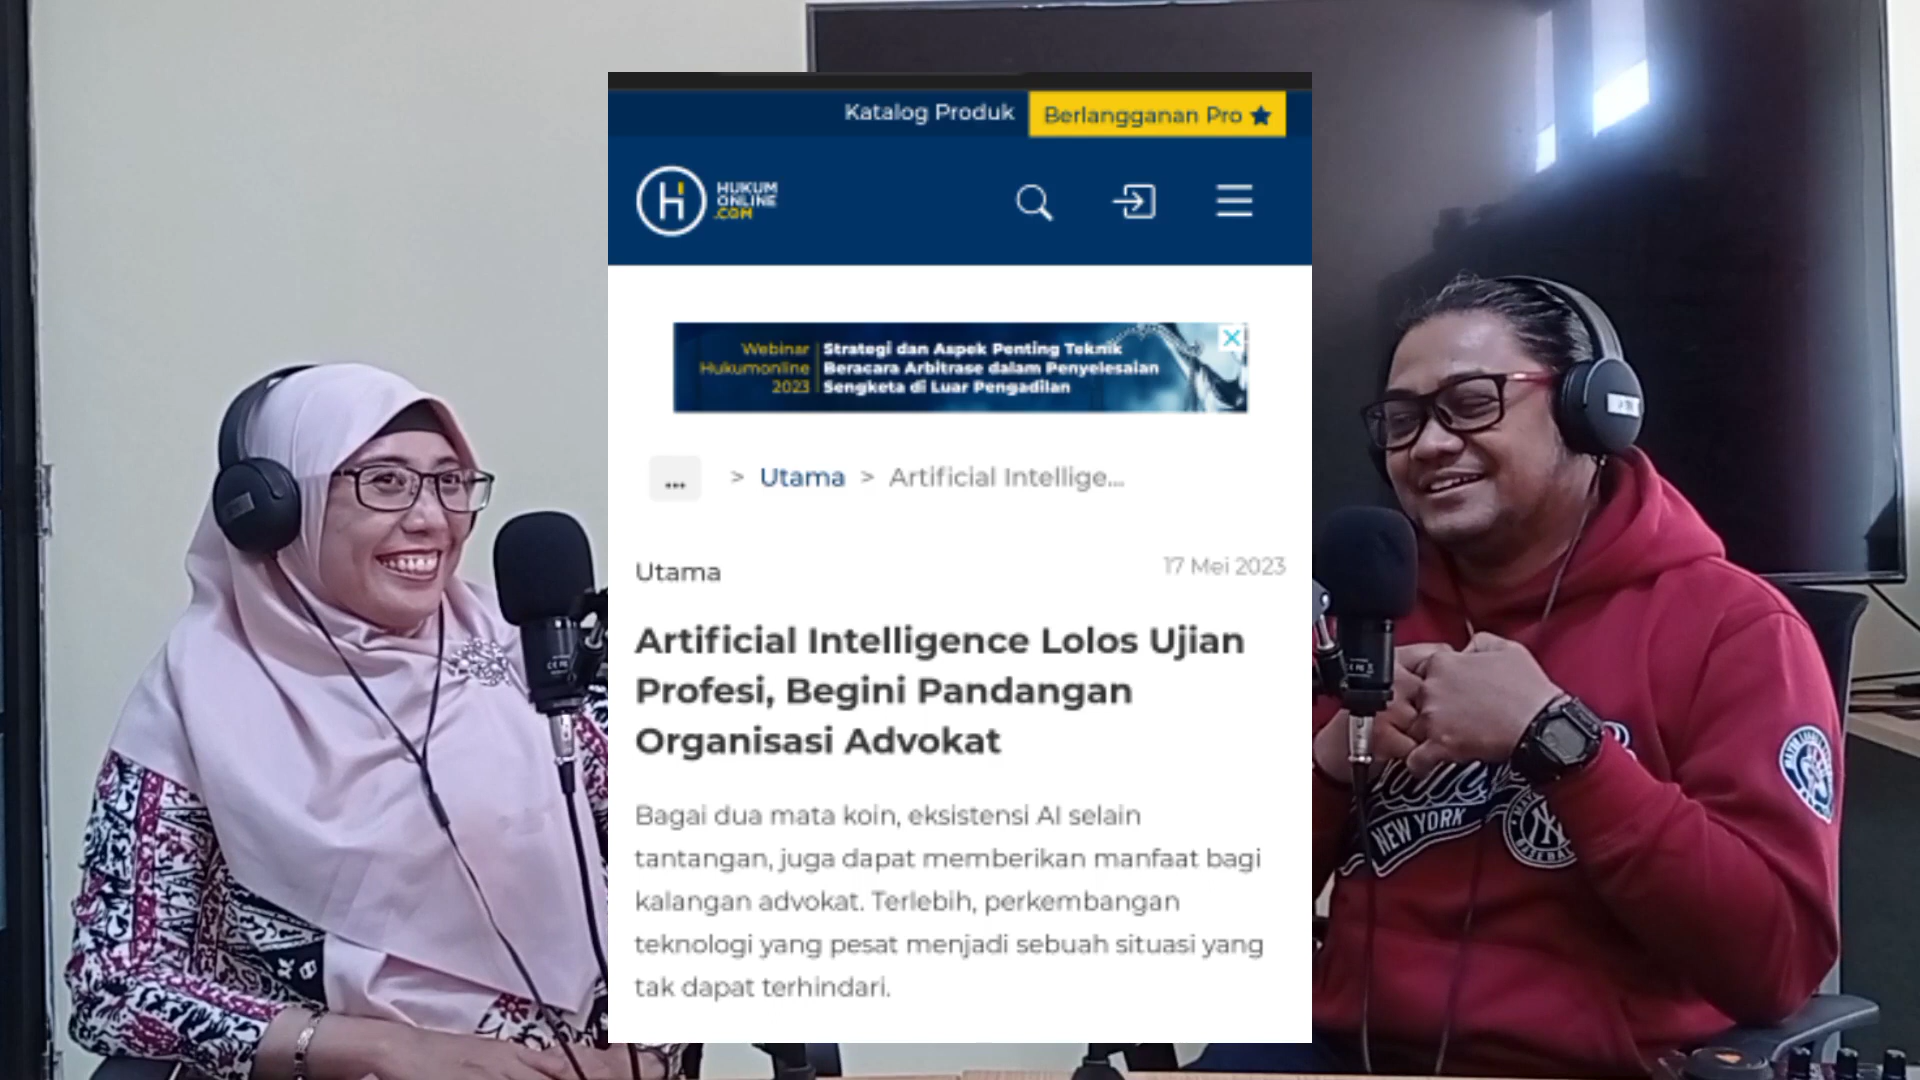 Katalog Produk
Berlangganan Pro
HUKUM
ONLINE
.COM
Webinar
Hukumonline
2023
Strategi dan Aspek Penting Teknik
Beracara Arbitrase dalam Penyelesaian
Sengketa di Luar Pengadilan
... > Utama > Artificial Intellige...
Utama
17 Mei 2023
Artificial Intelligence Lolos Ujian
Profesi, Begini Pandangan
Organisasi Advokat
Bagai dua mata koin, eksistensi AI selain
tantangan, juga dapat memberikan manfaat bagi
kalangan advokat. Terlebih, perkembangan
teknologi yang pesat menjadi sebuah situasi yang
tak dapat terhindari.
NEW YORK